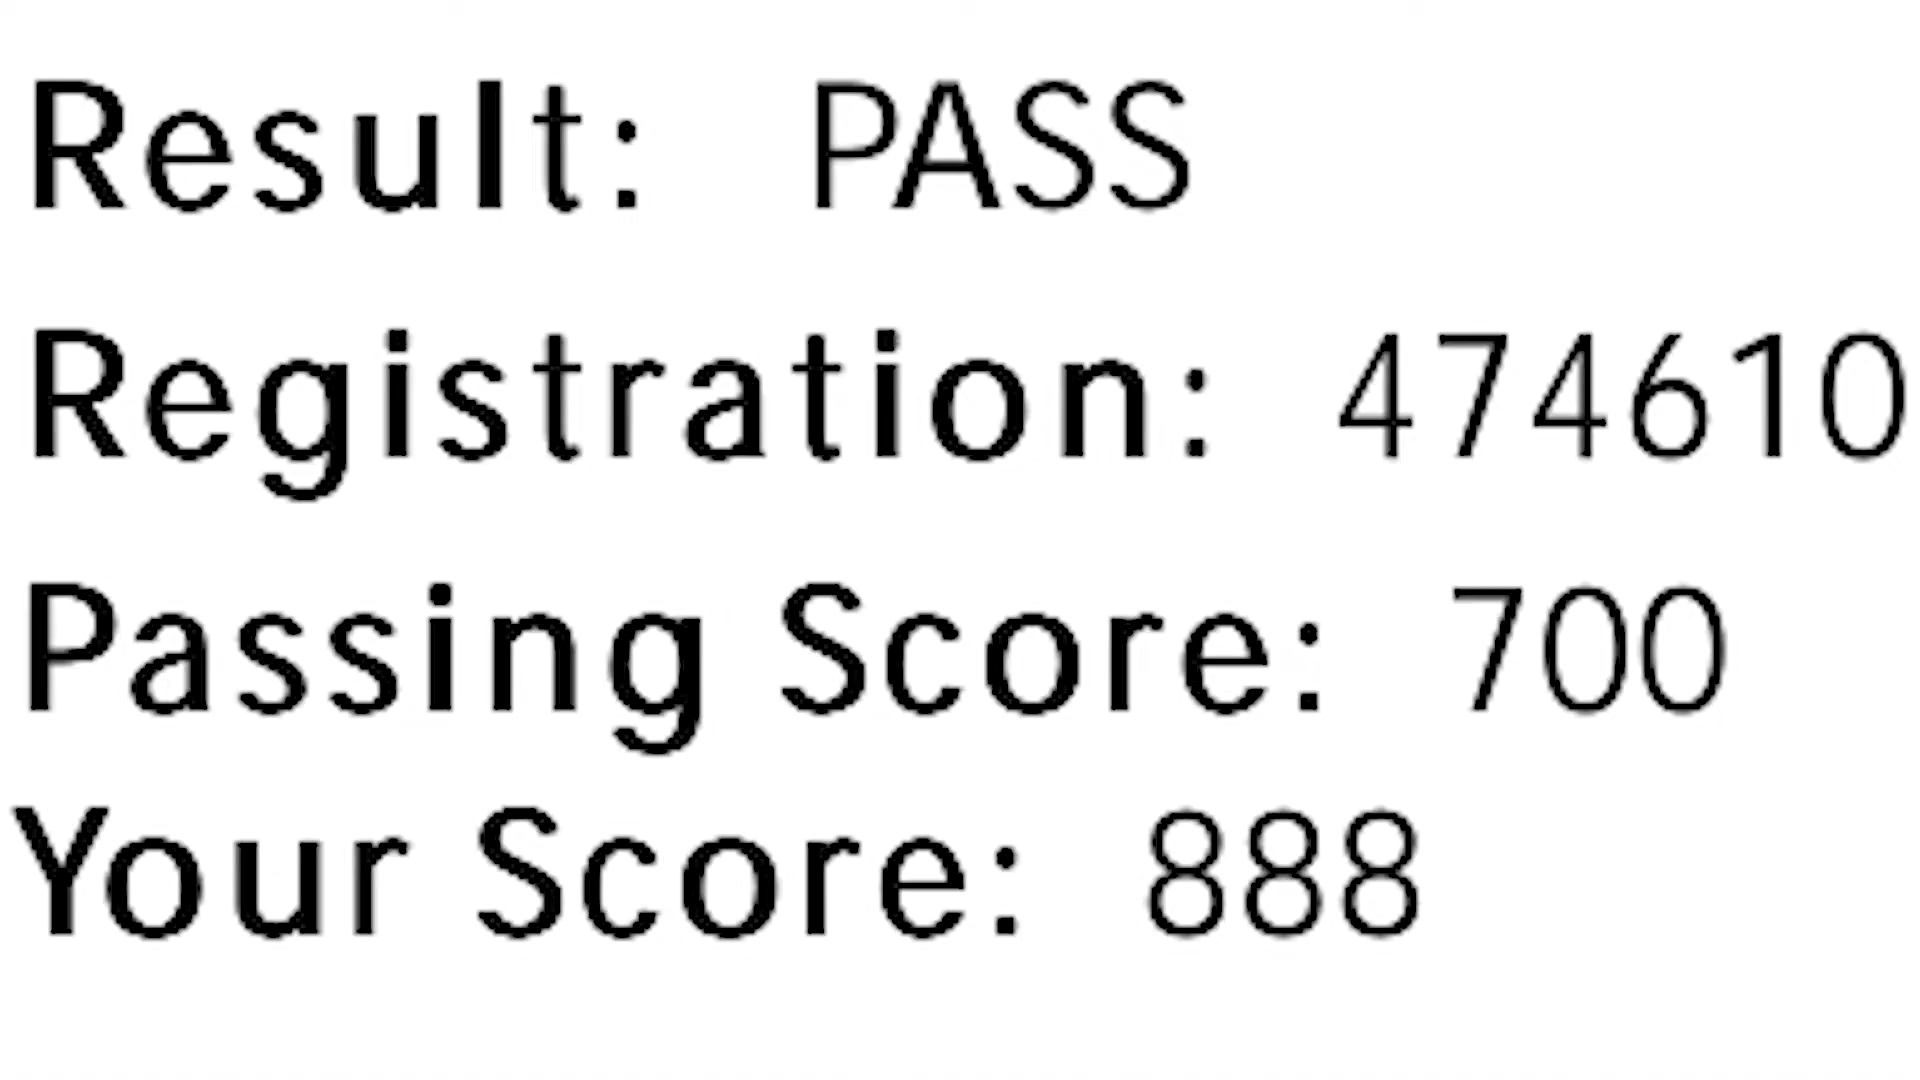 Result: PASS
Registration: 474610
Passing Score: 700
Your Score: 888